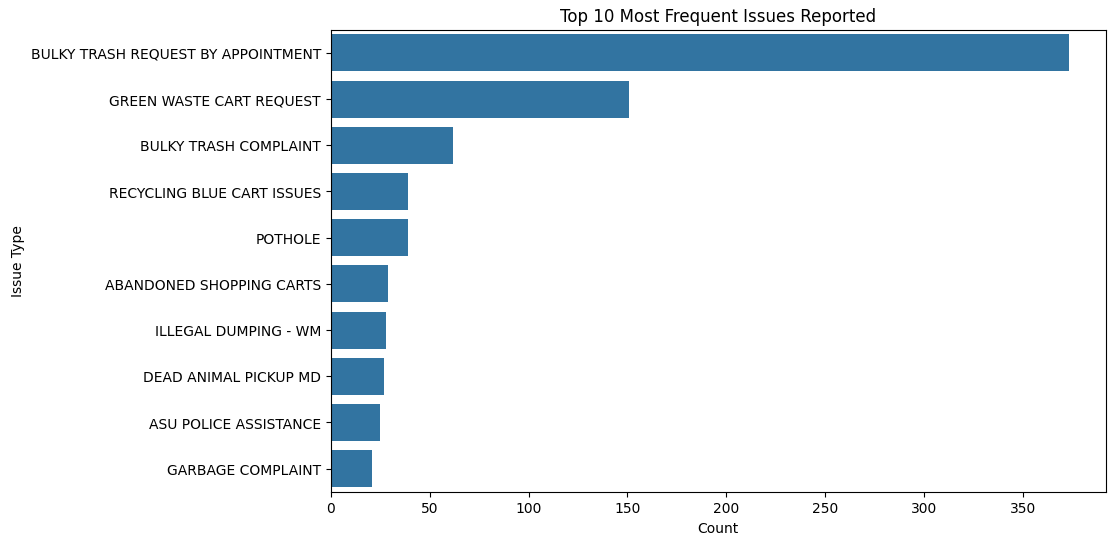 Top 10 Most Frequent Issues Reported
Issue Type
BULKY TRASH REQUEST BY APPOINTMENT
GREEN WASTE CART REQUEST
BULKY TRASH COMPLAINT
RECYCLING BLUE CART ISSUES
POTHOLE
ABANDONED SHOPPING CARTS
ILLEGAL DUMPING - WM
DEAD ANIMAL PICKUP MD
ASU POLICE ASSISTANCE
GARBAGE COMPLAINT
0 50 100 150 200 250 300 350
Count